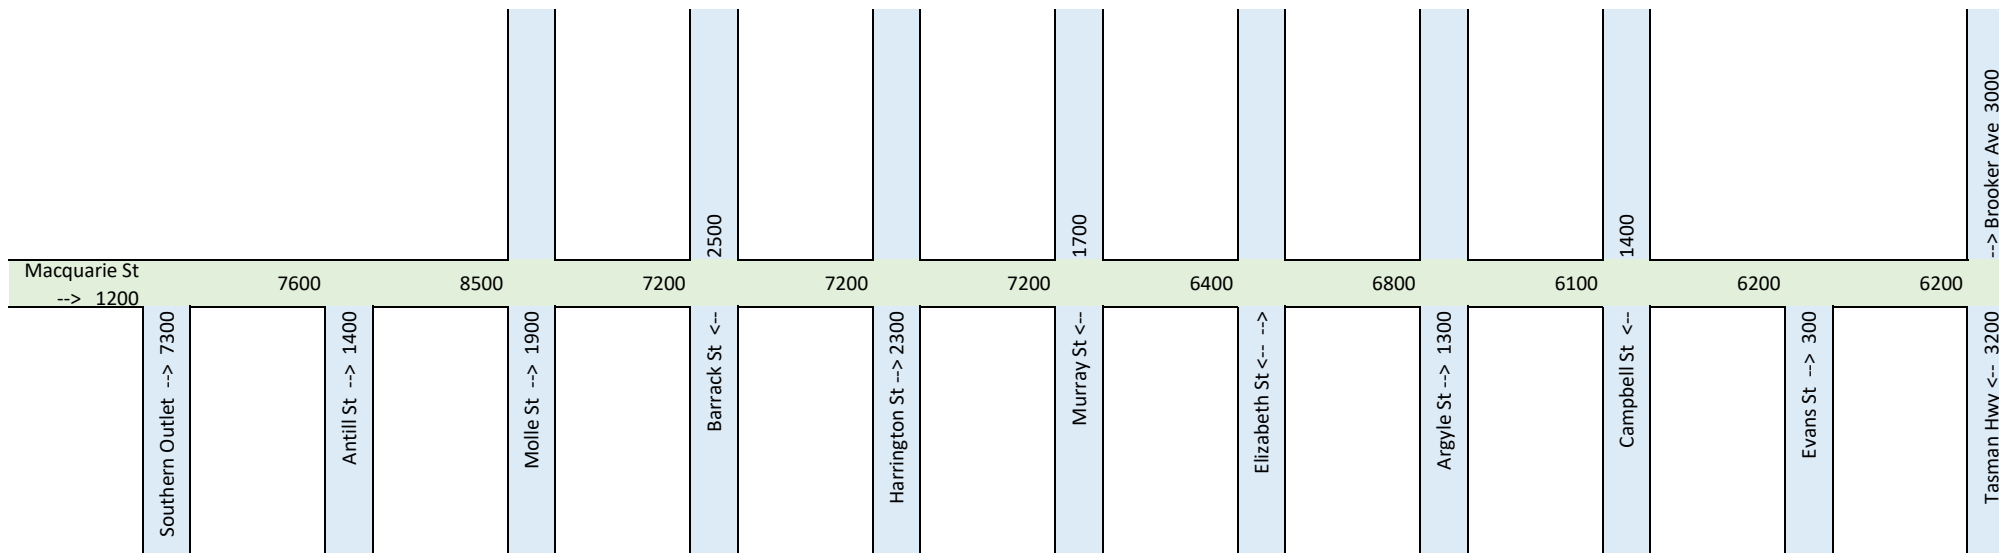 --> Brooker Ave 3000
2500
1700
1400
Macquarie St
--> 1200
7600
8500
7200
7200
7200
6400
6800
6100
6200
6200
Southern Outlet --> 7300
Antill St --> 1400
Molle St --> 1900
Barrack St <--
Harrington St --> 2300
Murray St <--
Elizabeth St <-- -->
Argyle St --> 1300
Campbell St <--
Evans St --> 300
Tasman Hwy <-- 3200